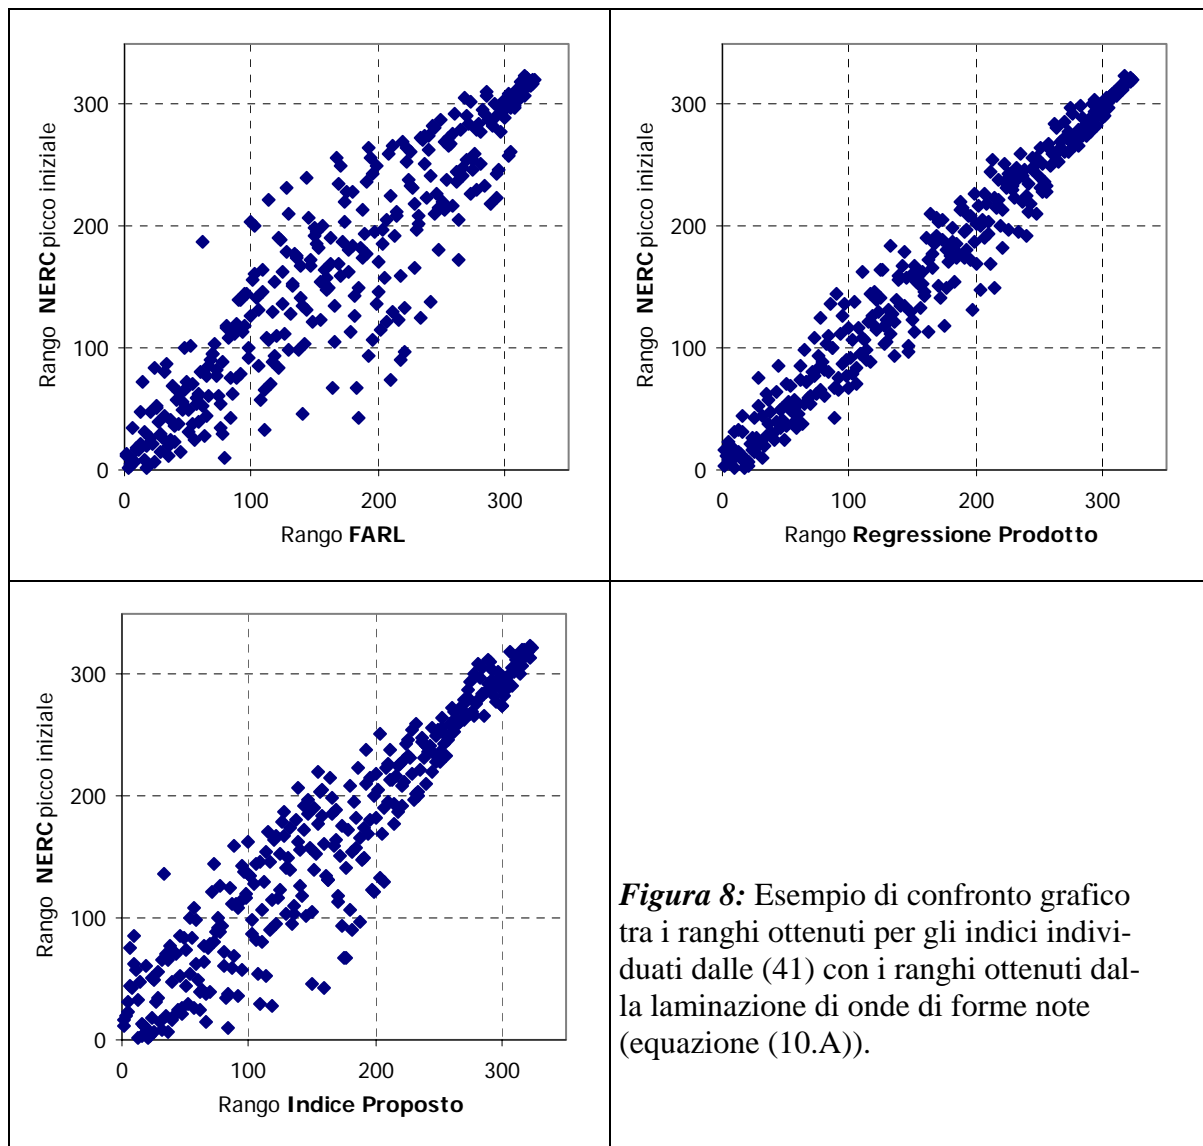 300
200
100
0
Rango NERC picco iniziale
0 100 200 300
Rango FARL
300
200
100
0
Rango NERC picco iniziale
0 100 200 300
Rango Regressione Prodotto
300
200
100
0
Rango NERC picco iniziale
0 100 200 300
Rango Indice Proposto
Figura 8: Esempio di confronto grafico
tra i ranghi ottenuti per gli indici indivi-
duati dalle (41) con i ranghi ottenuti dal-
la laminazione di onde di forme note
(equazione (10.A)).